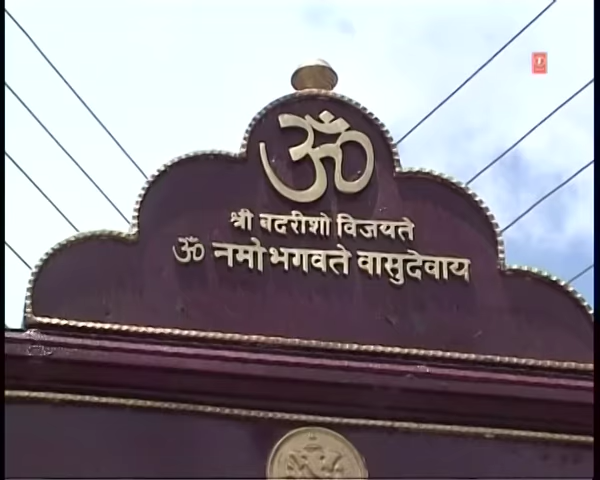 ॐ
श्री बदरीशो विजयते
ॐ नमो भगवते वासुदेवाय